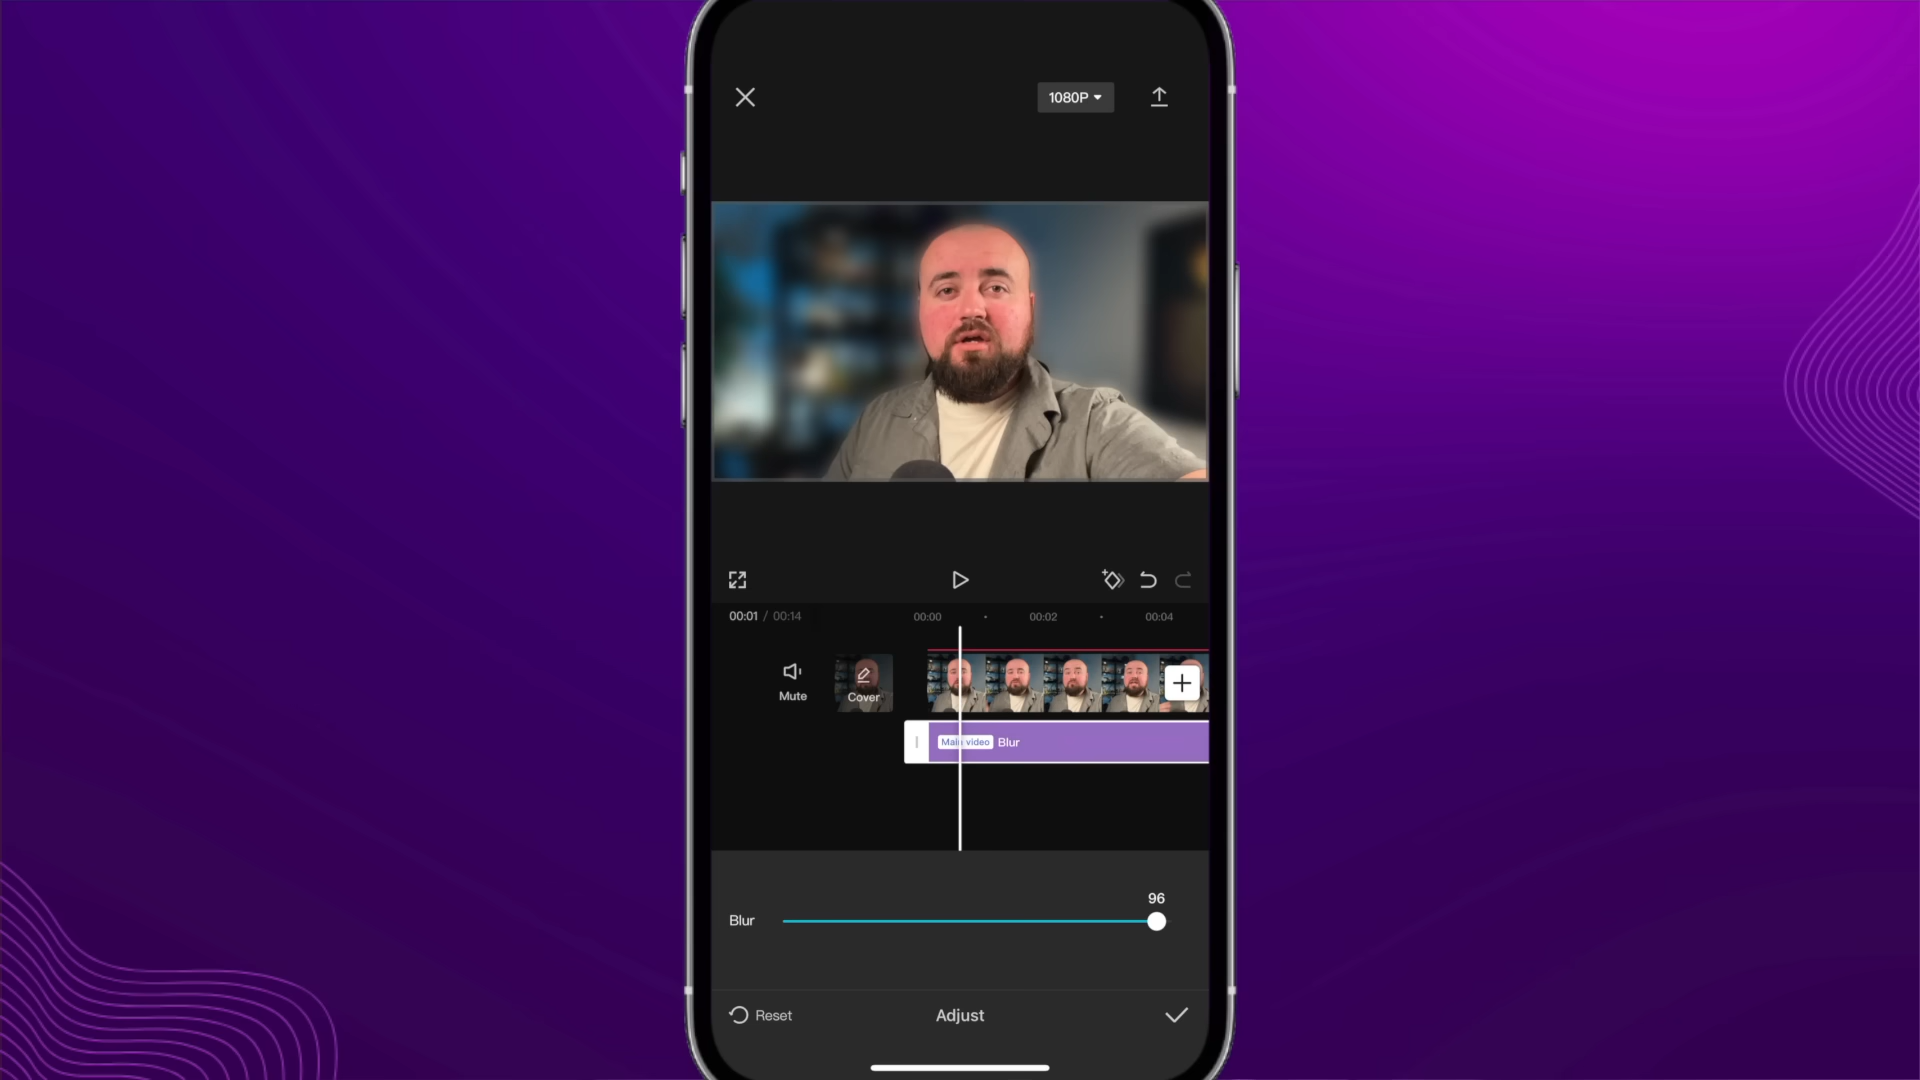 1080P
00:01 / 00:14
00:00
00:02
00:04
Mute
Cover
Main video Blur
96
Blur
Reset
Adjust